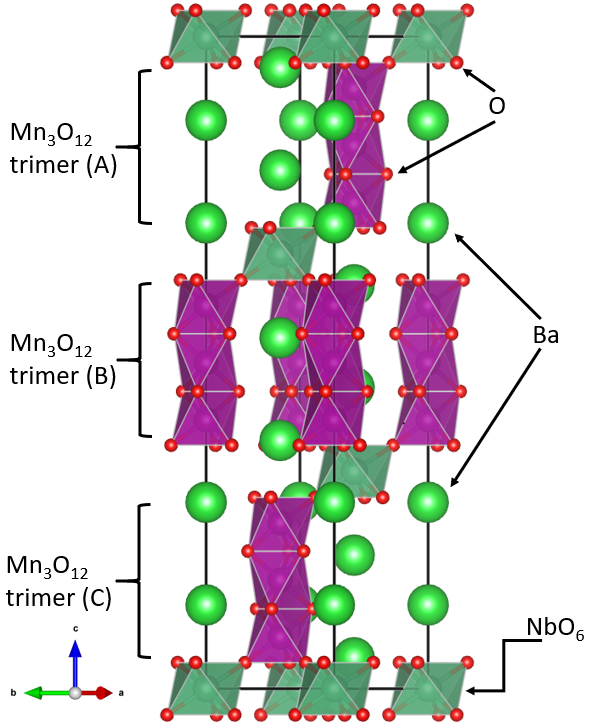 O
Mn₃O₁₂
trimer (A)
Ba
Mn₃O₁₂
trimer (B)
Mn₃O₁₂
trimer (C)
NbO₆
c
b
a